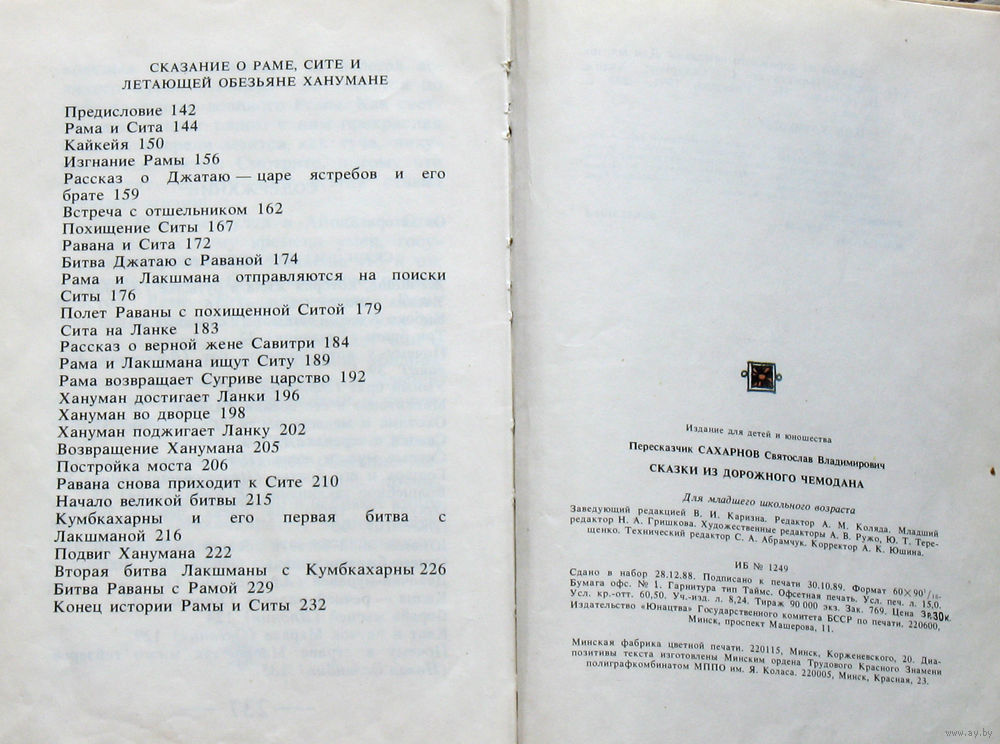 СКАЗАНИЕ О РАМЕ, СИТЕ И
ЛЕТАЮЩЕЙ ОБЕЗЬЯНЕ ХАНУМАНЕ
Предисловие 142
Рама и Сита 144
Кайкейя 150
Изгнание Рамы 156
Рассказ о Джатаю — царе ястребов и его
брате 159
Встреча с отшельником 162
Похищение Ситы 167
Равана и Сита 172
Битва Джатаю с Раваной 174
Рама и Лакшмана отправляются на поиски
Ситы 176
Полет Раваны с похищенной Ситой 179
Сита на Ланке 183
Рассказ о верной жене Савитри 184
Рама и Лакшмана ищут Ситу 189
Рама возвращает Сугриве царство 192
Хануман достигает Ланки 196
Хануман во дворце 198
Хануман поджигает Ланку 202
Возвращение Ханумана 205
Постройка моста 206
Равана снова приходит к Сите 210
Начало великой битвы 215
Кумбкахарны и его первая битва с
Лакшманой 216
Подвиг Ханумана 222
Вторая битва Лакшманы с Кумбкахарны 226
Битва Раваны с Рамой 229
Конец истории Рамы и Ситы 232
Издание для детей и юношества
Пересказчик САХАРНОВ Святослав Владимирович
СКАЗКИ ИЗ ДОРОЖНОГО ЧЕМОДАНА
Для младшего школьного возраста
Заведующий редакцией В. И. Каризна. Редактор А. М. Коляда. Младший
редактор Н. А. Гришкова. Художественные редакторы А. В. Ружо, Ю. Т. Тере-
щенко. Технический редактор С. А. Абрамчук. Корректор А. К. Юшина.
ИБ № 1249
Сдано в набор 28.12.88. Подписано к печати 30.10.89. Формат 60×90¹/₁₆.
Бумага офс. № 1. Гарнитура тип Таймс. Офсетная печать. Усл. печ. л. 15,0.
Усл. кр.-отт. 60,50. Уч.-изд. л. 8,24. Тираж 90 000 экз. Зак. 769. Цена 3р.30к.
Издательство «Юнацтва» Государственного комитета БССР по печати. 220600,
Минск, проспект Машерова, 11.
Минская фабрика цветной печати. 220115, Минск, Корженевского, 20. Диа-
позитивы текста изготовлены Минским ордена Трудового Красного Знамени
полиграфкомбинатом МППО им. Я. Коласа. 220005, Минск, Красная, 23.
www.ay.by